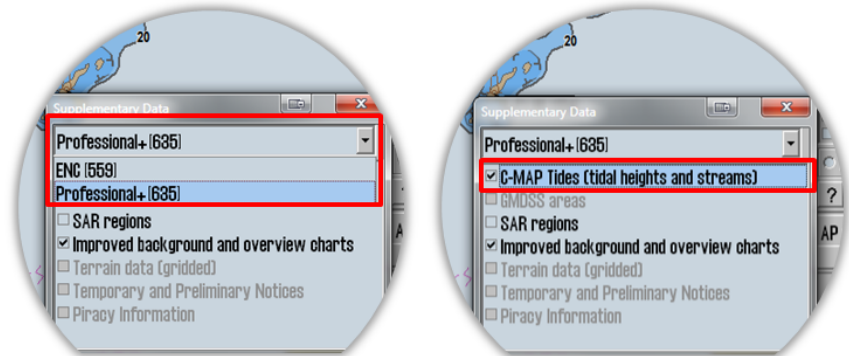 20
Supplementary Data
Professional+ [635]
ENC [559]
Professional+ [635]
SAR regions
Improved background and overview charts
Terrain data (gridded)
Temporary and Preliminary Notices
Piracy Information
20
Supplementary Data
Professional+ [635]
C-MAP Tides (tidal heights and streams)
GMDSS areas
SAR regions
Improved background and overview charts
Terrain data (gridded)
Temporary and Preliminary Notices
Piracy Information
?
AP